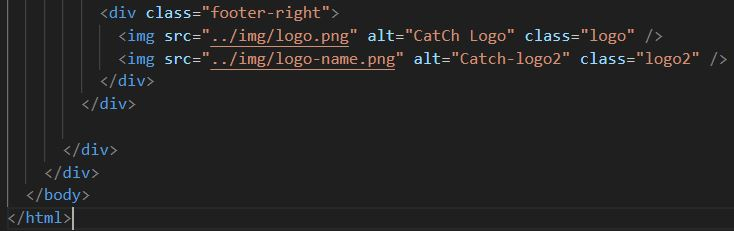 <div class="footer-right">
<img src="../img/logo.png" alt="CatCh Logo" class="logo" />
<img src="../img/logo-name.png" alt="Catch-logo2" class="logo2" />
</div>
</div>
</div>
</div>
</body>
</html>